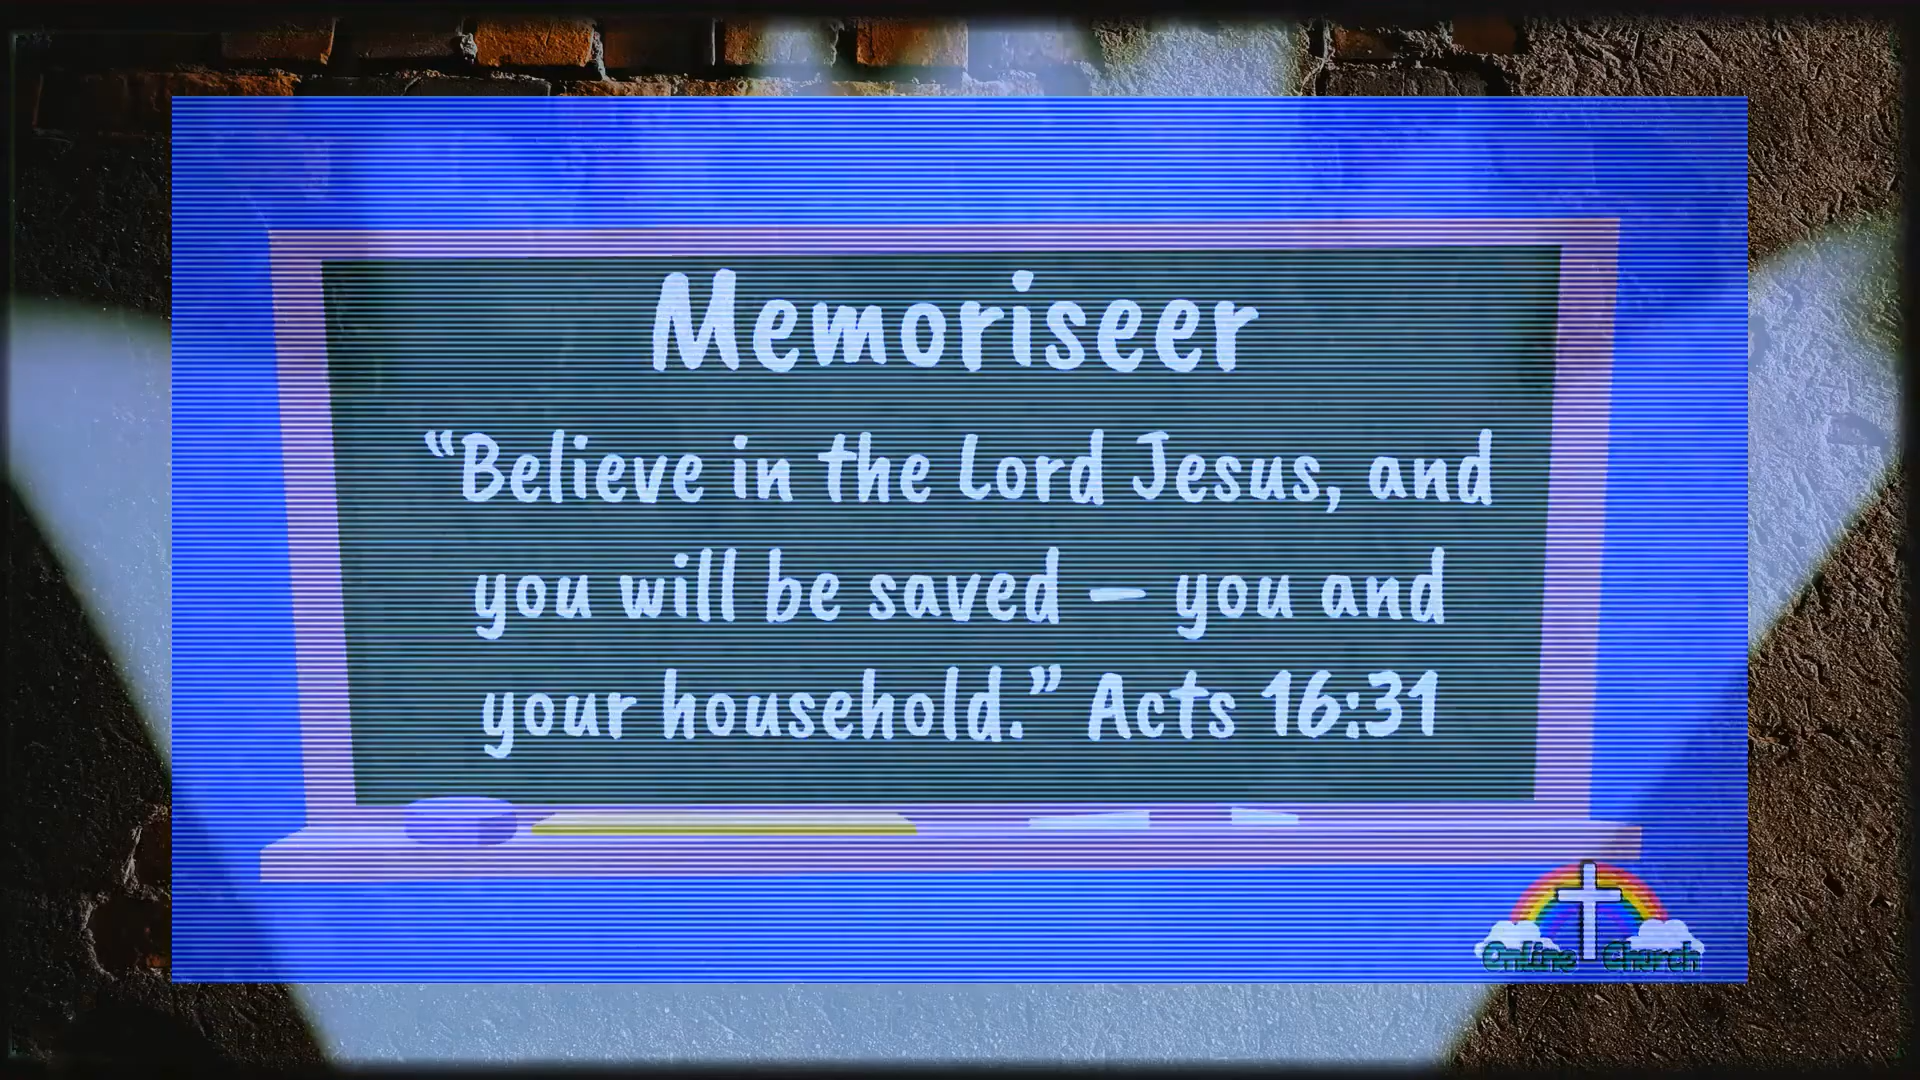 Memoriseer
“Believe in the Lord Jesus, and
you will be saved – you and
your household.” Acts 16:31
OnLine Church